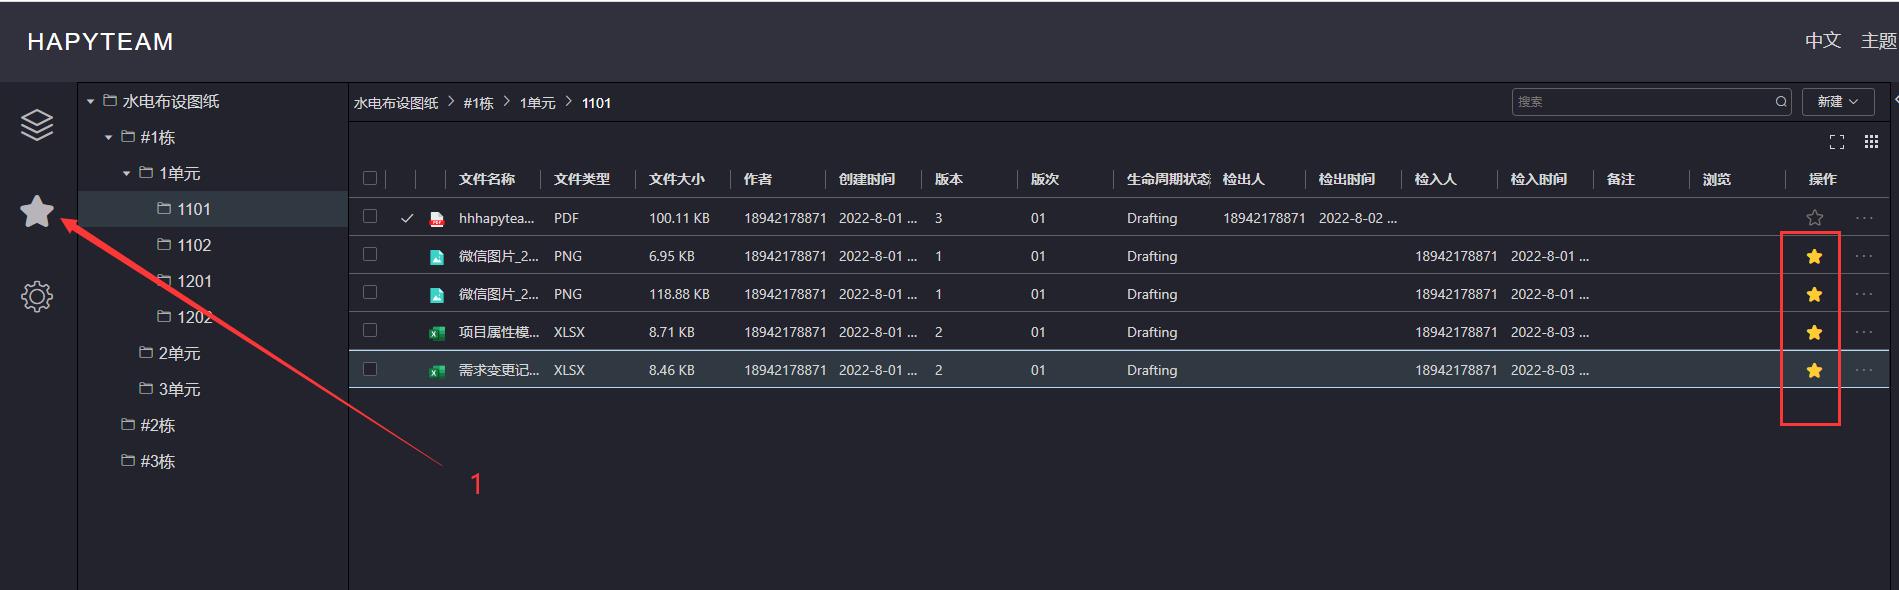 HAPYTEAM
中文 主题
水电布设图纸
#1栋
1单元
1101
1102
1201
1202
2单元
3单元
#2栋
#3栋
水电布设图纸 > #1栋 > 1单元 > 1101
搜索
新建
文件名称 文件类型 文件大小 作者 创建时间 版本 版次 生命周期状态 检出人 检出时间 检入人 检入时间 备注 浏览 操作
hhhapytea... PDF 100.11 KB 18942178871 2022-8-01 ... 3 01 Drafting 18942178871 2022-8-02 ...
微信图片_2... PNG 6.95 KB 18942178871 2022-8-01 ... 1 01 Drafting 18942178871 2022-8-01 ...
微信图片_2... PNG 118.88 KB 18942178871 2022-8-01 ... 1 01 Drafting 18942178871 2022-8-01 ...
项目属性模... XLSX 8.71 KB 18942178871 2022-8-01 ... 2 01 Drafting 18942178871 2022-8-03 ...
需求变更记... XLSX 8.46 KB 18942178871 2022-8-01 ... 2 01 Drafting 18942178871 2022-8-03 ...
1